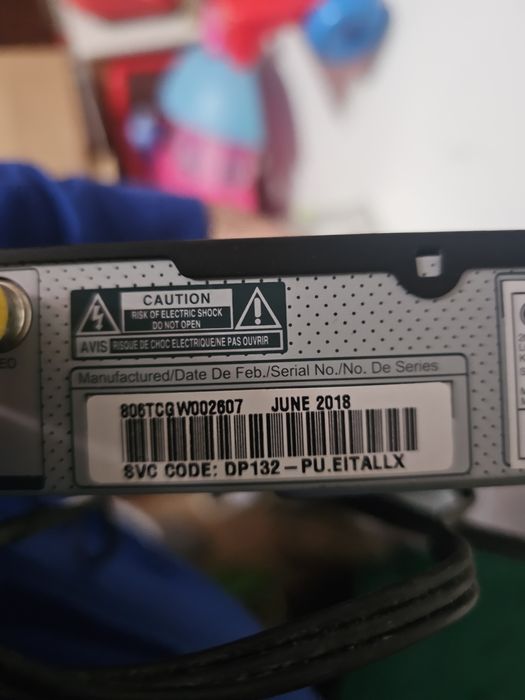 CAUTION
RISK OF ELECTRIC SHOCK
DO NOT OPEN
AVIS RISQUE DE CHOC ELECTRIQUE/NE PAS OUVRIR
Manufactured/Date De Feb./Serial No./No. De Series
806TCGW002607 JUNE 2018
SVC CODE: DP132-PU.EITALLX
EO